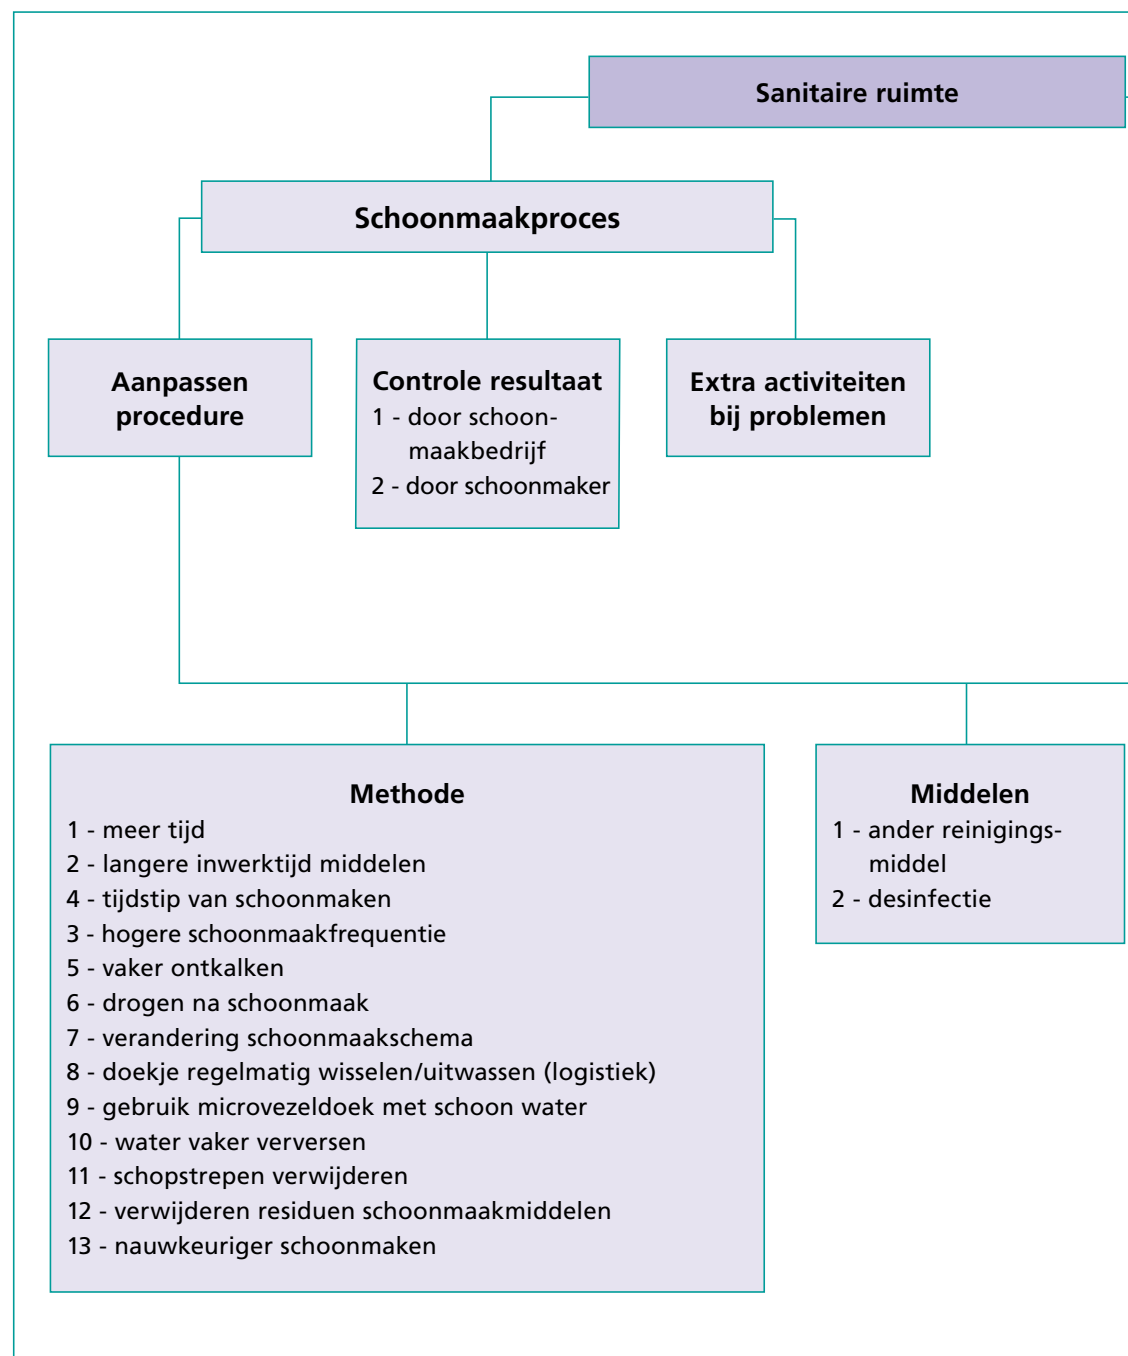 Sanitaire ruimte
Schoonmaakproces
Aanpassen
procedure
Controle resultaat
1 - door schoon-
maakbedrijf
2 - door schoonmaker
Extra activiteiten
bij problemen
Methode
1 - meer tijd
2 - langere inwerktijd middelen
4 - tijdstip van schoonmaken
3 - hogere schoonmaakfrequentie
5 - vaker ontkalken
6 - drogen na schoonmaak
7 - verandering schoonmaakschema
8 - doekje regelmatig wisselen/uitwassen (logistiek)
9 - gebruik microvezeldoek met schoon water
10 - water vaker verversen
11 - schopstrepen verwijderen
12 - verwijderen residuen schoonmaakmiddelen
13 - nauwkeuriger schoonmaken
Middelen
1 - ander reinigings-
middel
2 - desinfectie